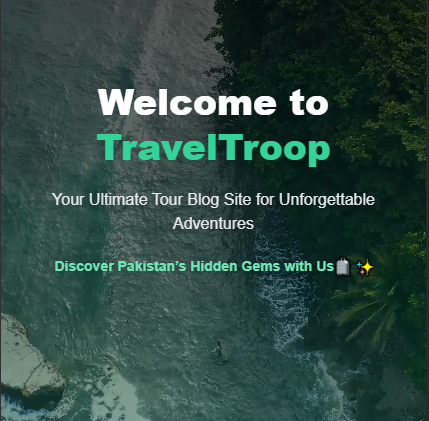 Welcome to
TravelTroop
Your Ultimate Tour Blog Site for Unforgettable
Adventures
Discover Pakistan’s Hidden Gems with Us🧳✨